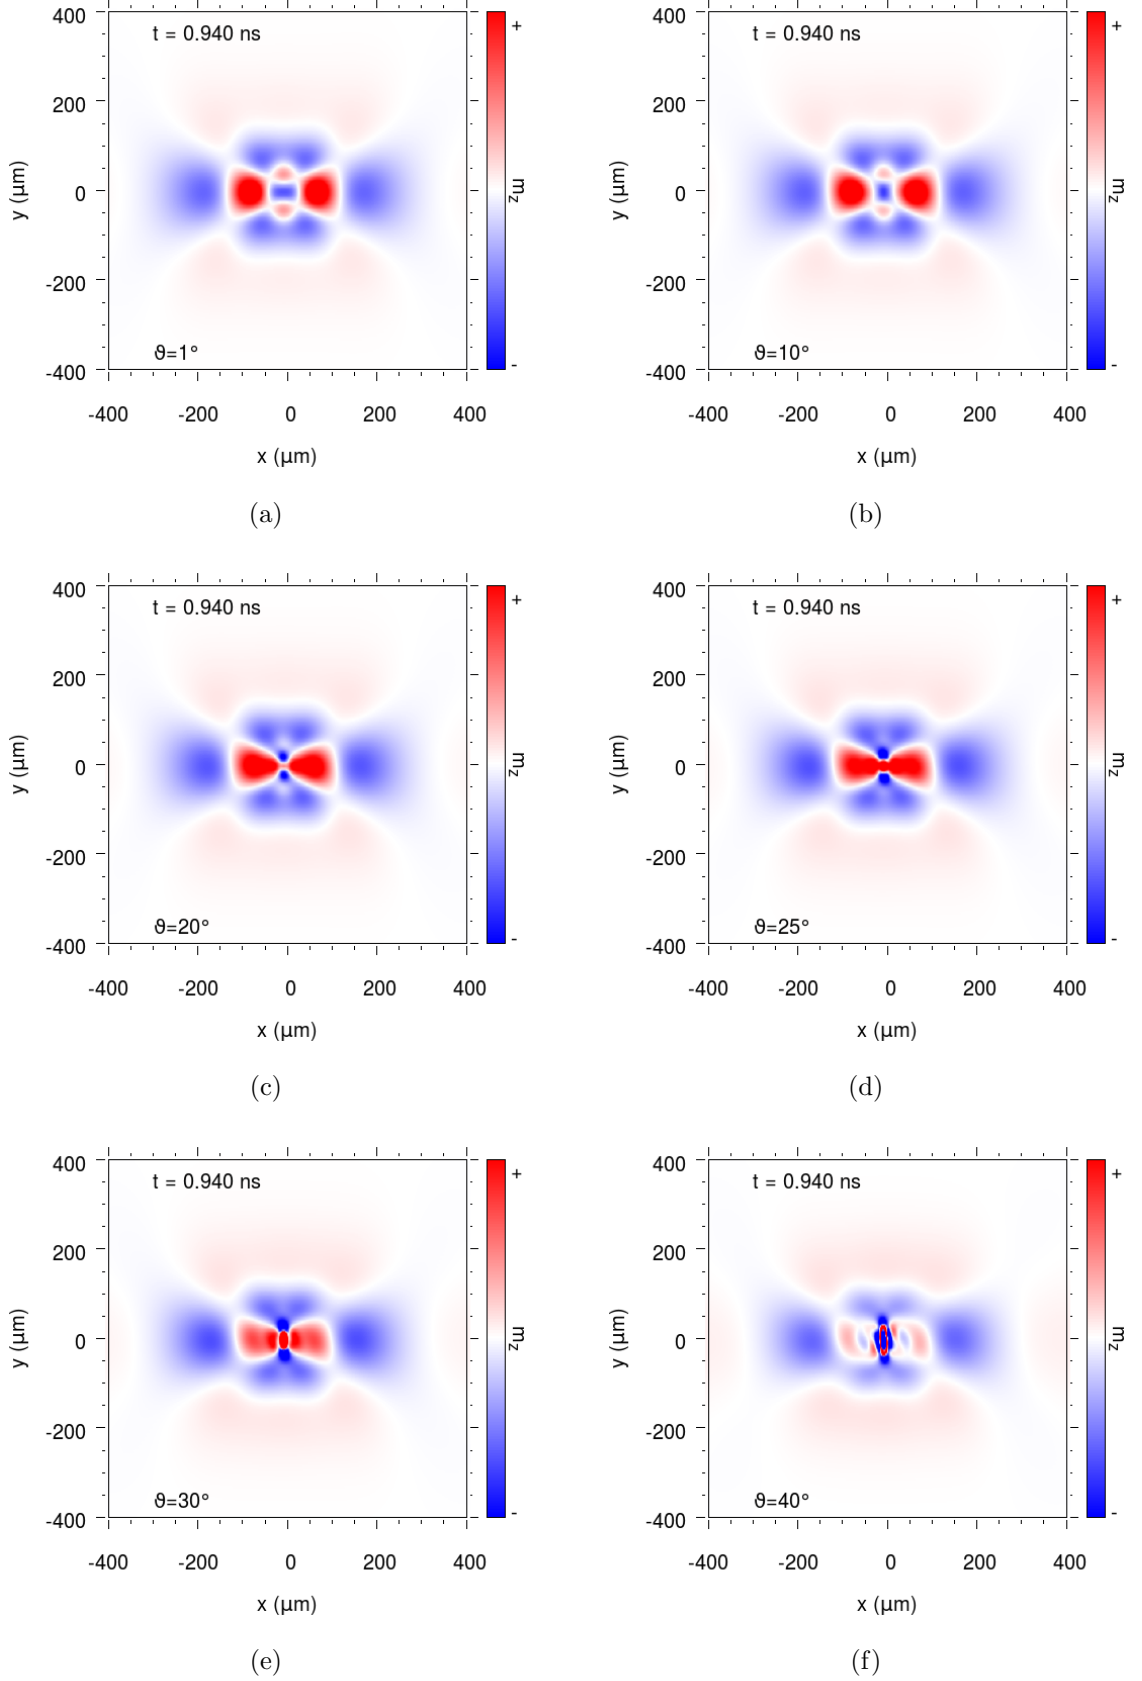 400
200
0
-200
-400
y (µm)
t = 0.940 ns
ϑ=1°
-400 -200 0 200 400
x (µm)
+
mz
-
(a)
400
200
0
-200
-400
y (µm)
t = 0.940 ns
ϑ=10°
-400 -200 0 200 400
x (µm)
+
mz
-
(b)
400
200
0
-200
-400
y (µm)
t = 0.940 ns
ϑ=20°
-400 -200 0 200 400
x (µm)
+
mz
-
(c)
400
200
0
-200
-400
y (µm)
t = 0.940 ns
ϑ=25°
-400 -200 0 200 400
x (µm)
+
mz
-
(d)
400
200
0
-200
-400
y (µm)
t = 0.940 ns
ϑ=30°
-400 -200 0 200 400
x (µm)
+
mz
-
(e)
400
200
0
-200
-400
y (µm)
t = 0.940 ns
ϑ=40°
-400 -200 0 200 400
x (µm)
+
mz
-
(f)